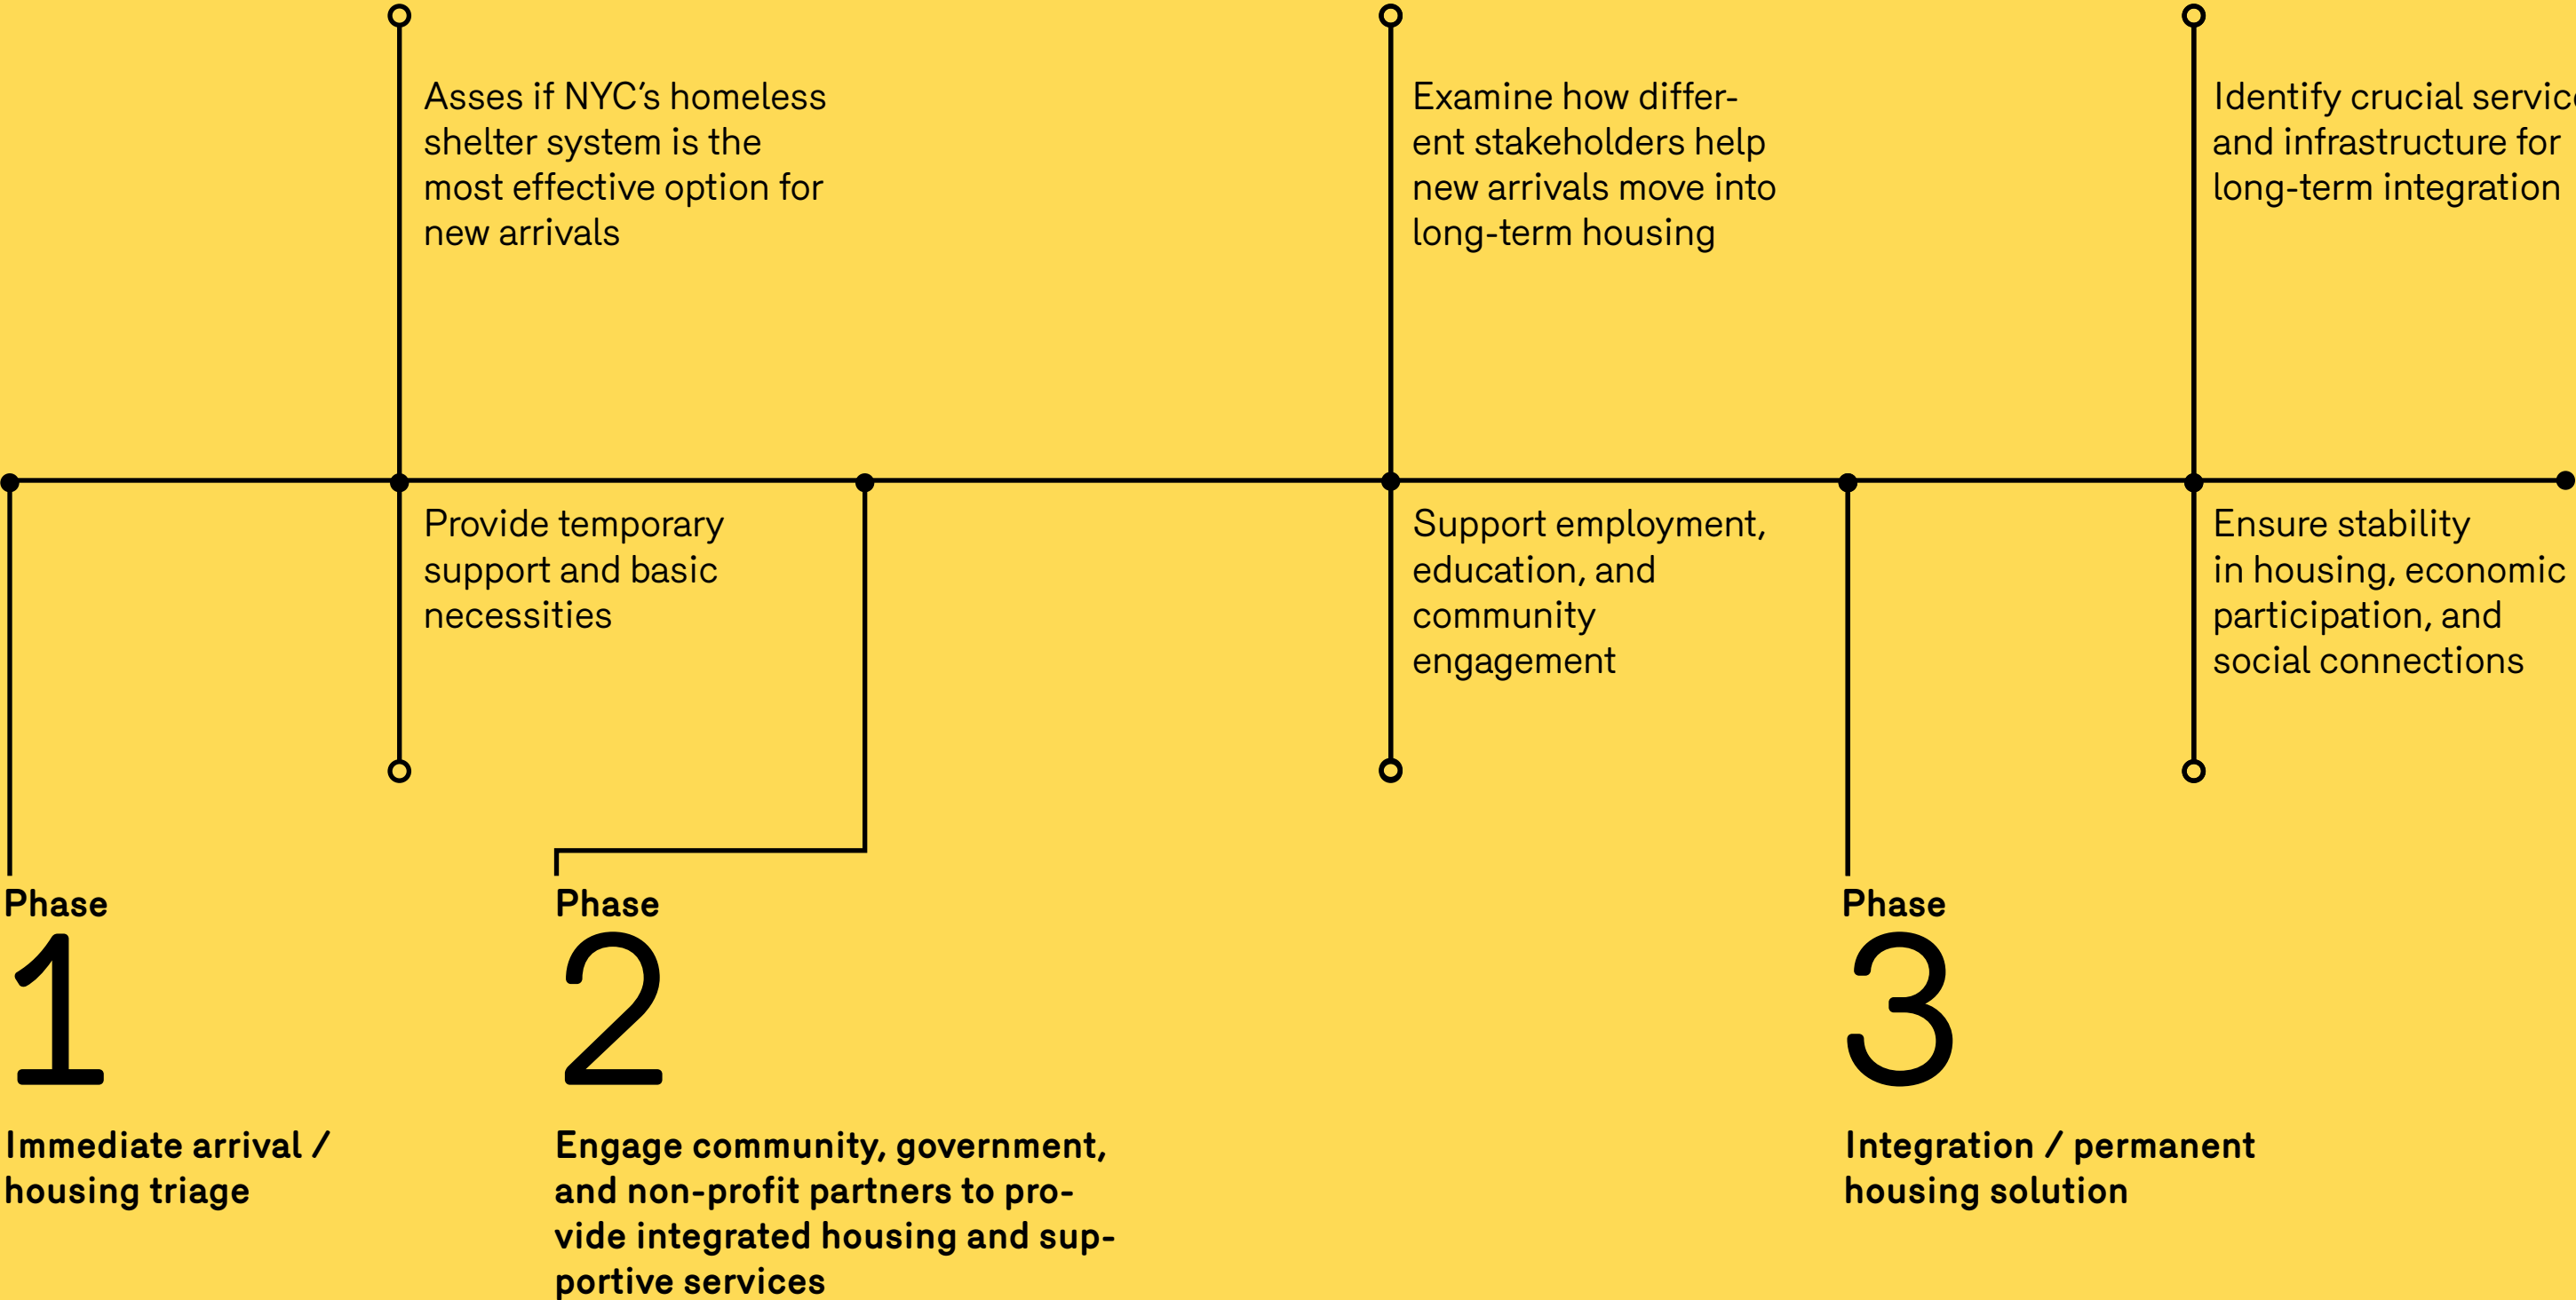 Asses if NYC’s homeless
shelter system is the
most effective option for
new arrivals
Examine how differ-
ent stakeholders help
new arrivals move into
long-term housing
Identify crucial
and infrastructure for
long-term integration
Provide temporary
support and basic
necessities
Support employment,
education, and
community
engagement
Ensure stability
in housing, economic
participation, and
social connections
Phase
1
Immediate arrival /
housing triage
Phase
2
Engage community, government,
and non-profit partners to pro-
vide integrated housing and sup-
portive services
Phase
3
Integration / permanent
housing solution